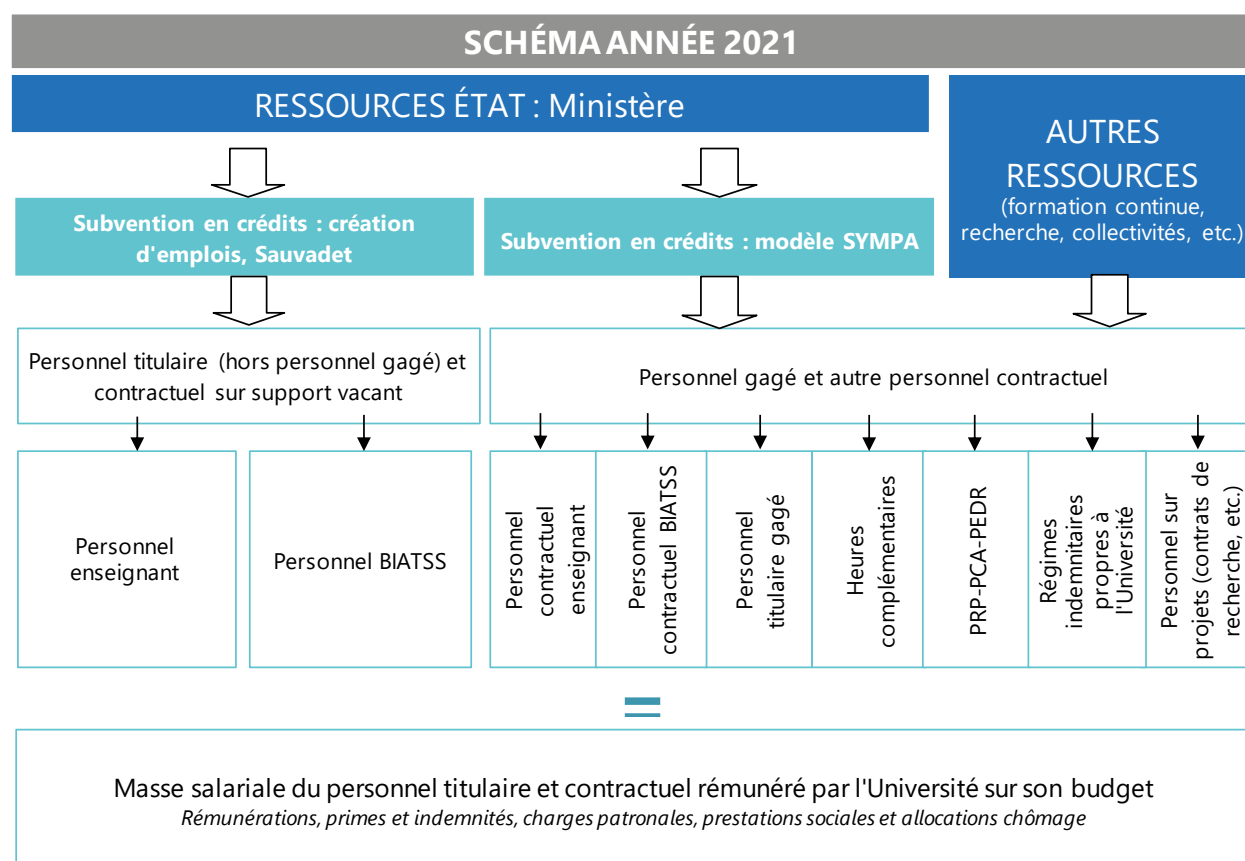 SCHÉMA ANNÉE 2021
RESSOURCES ÉTAT : Ministère
AUTRES
RESSOURCES
(formation continue,
recherche, collectivités, etc.)
Subvention en crédits : création
d'emplois, Sauvadet
Subvention en crédits : modèle SYMPA
Personnel titulaire (hors personnel gagé) et
contractuel sur support vacant
Personnel gagé et autre personnel contractuel
Personnel
enseignant
Personnel BIATSS
Personnel
contractuel
enseignant
Personnel
contractuel BIATSS
Personnel
titulaire gagé
Heures
complémentaires
PRP-PCA-PEDR
Régimes
indemnitaires
propres à
l'Université
Personnel sur
projets (contrats de
recherche, etc.)
=
Masse salariale du personnel titulaire et contractuel rémunéré par l'Université sur son budget
Rémunérations, primes et indemnités, charges patronales, prestations sociales et allocations chômage